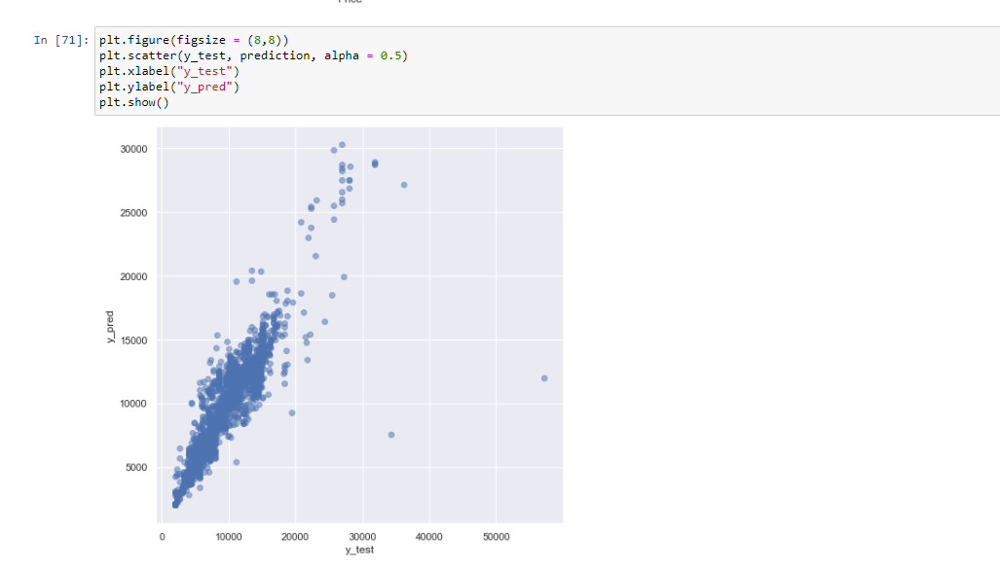 Price
In [71]: plt.figure(figsize = (8,8))
plt.scatter(y_test, prediction, alpha = 0.5)
plt.xlabel("y_test")
plt.ylabel("y_pred")
plt.show()
30000
25000
20000
15000
10000
5000
y_pred
0 10000 20000 30000 40000 50000
y_test